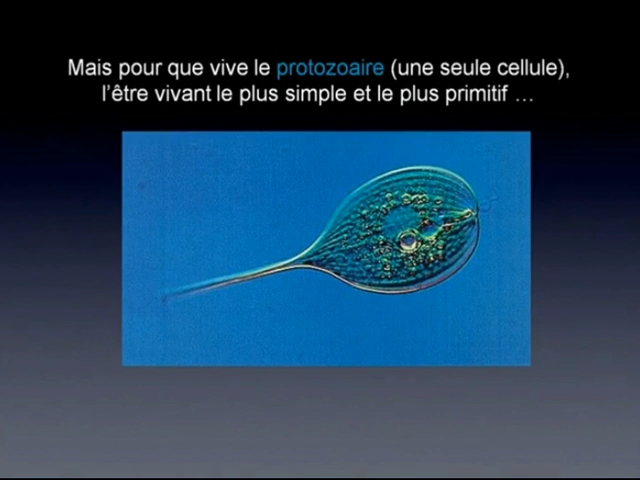 Mais pour que vive le protozoaire (une seule cellule),
l'être vivant le plus simple et le plus primitif …